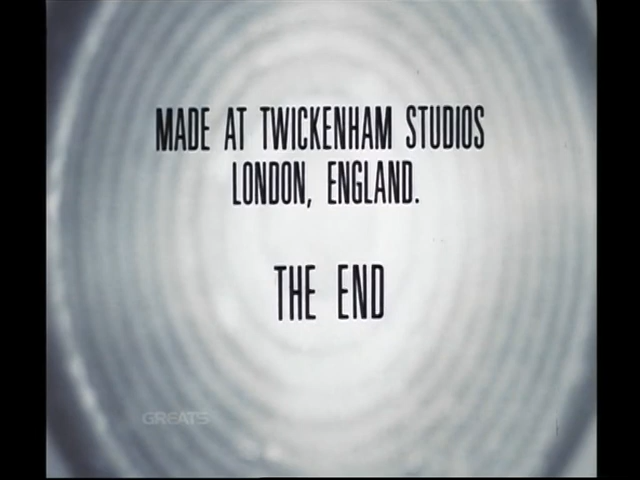 MADE AT TWICKENHAM STUDIOS
LONDON, ENGLAND.
THE END
GREATS